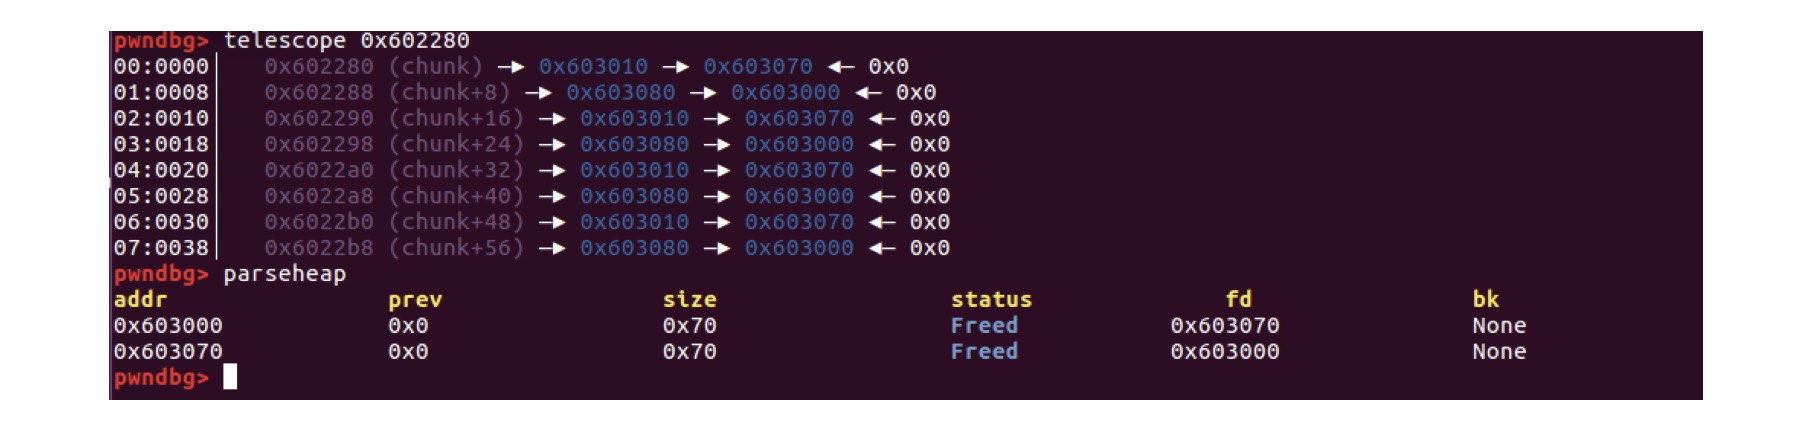 pwndbg> telescope 0x602280
00:0000│ 0x602280 (chunk) —▸ 0x603010 —▸ 0x603070 ◂— 0x0
01:0008│ 0x602288 (chunk+8) —▸ 0x603080 —▸ 0x603000 ◂— 0x0
02:0010│ 0x602290 (chunk+16) —▸ 0x603010 —▸ 0x603070 ◂— 0x0
03:0018│ 0x602298 (chunk+24) —▸ 0x603080 —▸ 0x603000 ◂— 0x0
04:0020│ 0x6022a0 (chunk+32) —▸ 0x603010 —▸ 0x603070 ◂— 0x0
05:0028│ 0x6022a8 (chunk+40) —▸ 0x603080 —▸ 0x603000 ◂— 0x0
06:0030│ 0x6022b0 (chunk+48) —▸ 0x603010 —▸ 0x603070 ◂— 0x0
07:0038│ 0x6022b8 (chunk+56) —▸ 0x603080 —▸ 0x603000 ◂— 0x0
pwndbg> parseheap
addr prev size status fd bk
0x603000 0x0 0x70 Freed 0x603070 None
0x603070 0x0 0x70 Freed 0x603000 None
pwndbg>